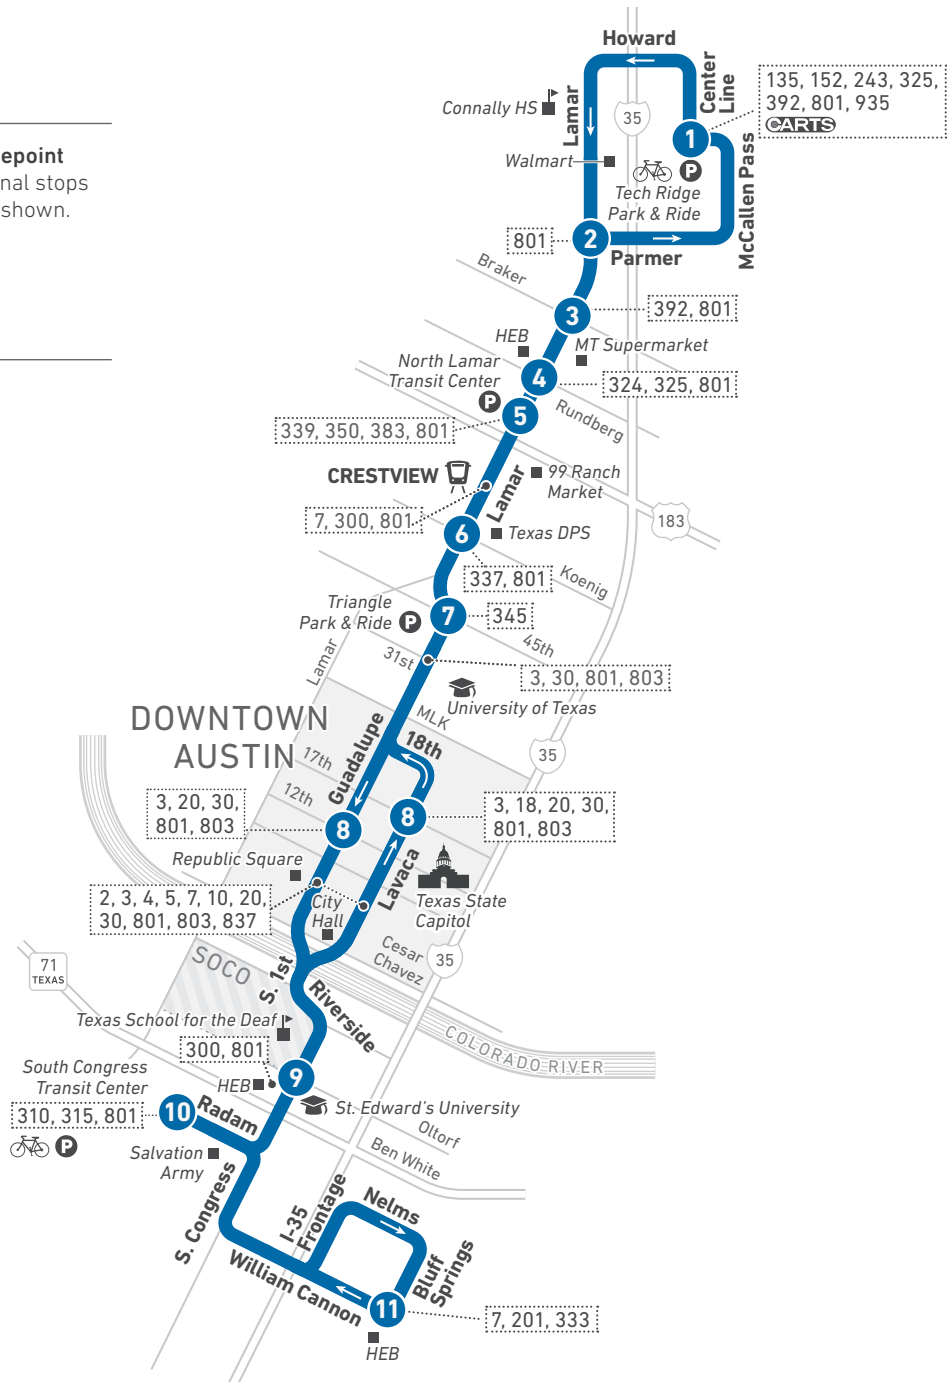 Howard
Center
Line
Lamar
35
Connally HS
Walmart
1
135, 152, 243, 325,
392, 801, 935
CARTS
epoint
nal stops
shown.
P
Tech Ridge
Park & Ride
McCallen Pass
801
2
Parmer
Braker
3
392, 801
HEB
MT Supermarket
North Lamar
Transit Center
P
4
324, 325, 801
5
Rundberg
339, 350, 383, 801
CRESTVIEW
Lamar
99 Ranch
Market
7, 300, 801
183
6
Texas DPS
337, 801
Koenig
Triangle
Park & Ride
P
7
345
45th
31st
Lamar
3, 30, 801, 803
University of Texas
MLK
DOWNTOWN
AUSTIN
Guadalupe
18th
35
17th
12th
3, 20, 30,
801, 803
8
8
3, 18, 20, 30,
801, 803
Republic Square
Lavaca
2, 3, 4, 5, 7, 10, 20,
30, 801, 803, 837
City
Hall
Texas State
Capitol
Cesar
Chavez
35
71
TEXAS
SOCO
S. 1st
Riverside
Texas School for the Deaf
COLORADO RIVER
300, 801
South Congress
Transit Center
HEB
9
310, 315, 801
10
Radam
St. Edward's University
Oltorf
P
Salvation
Army
Ben White
S. Congress
I-35
Frontage
Nelms
William Cannon
Bluff
Springs
11
7, 201, 333
HEB